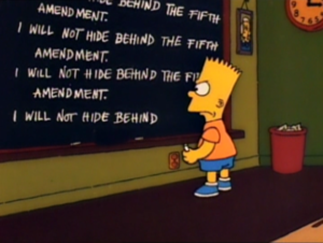 BEHIND THE FIFTH
AMENDMENT.
I WILL NOT HIDE BEHIND THE FIFTH
AMENDMENT.
I WILL NOT HIDE BEHIND THE
AMENDMENT.
I WILL NOT HIDE BEHIND